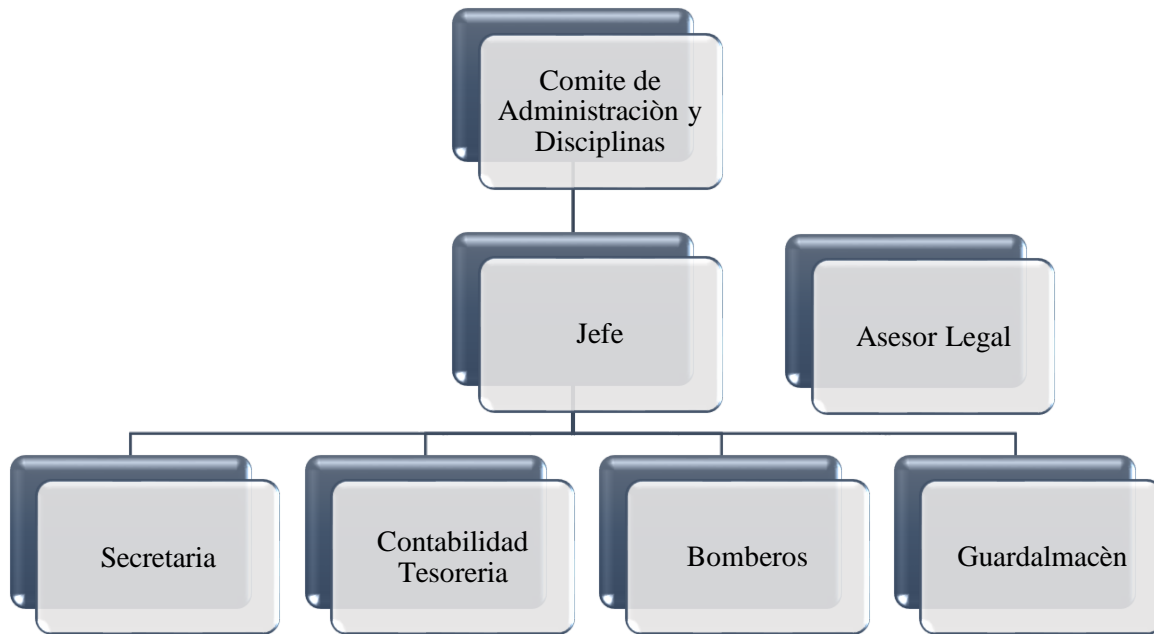 Comite de
Administraciòn y
Disciplinas
Jefe
Asesor Legal
Secretaria
Contabilidad
Tesoreria
Bomberos
Guardalmacèn